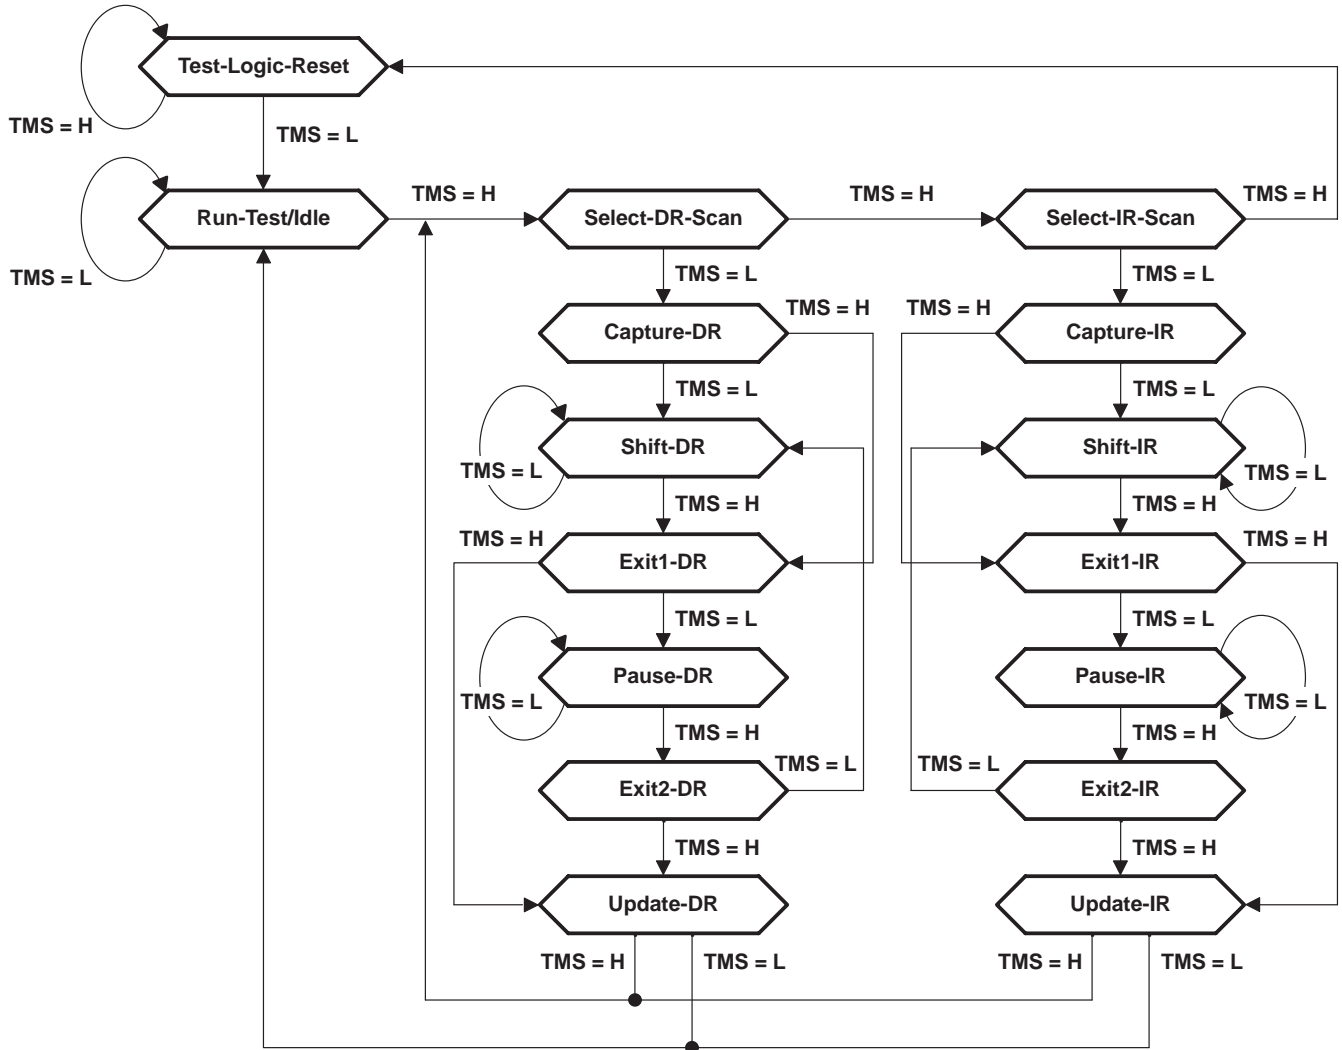 Test-Logic-Reset
TMS = H
TMS = L
Run-Test/Idle
TMS = H
Select-DR-Scan
TMS = H
Select-IR-Scan
TMS = H
TMS = L
TMS = L
TMS = L
Capture-DR
TMS = H
TMS = H
Capture-IR
TMS = L
TMS = L
Shift-DR
Shift-IR
TMS = L
TMS = L
TMS = H
TMS = H
TMS = H
Exit1-DR
Exit1-IR
TMS = H
TMS = L
TMS = L
Pause-DR
Pause-IR
TMS = L
TMS = L
TMS = H
TMS = H
Exit2-DR
TMS = L
TMS = L
Exit2-IR
TMS = H
TMS = H
Update-DR
Update-IR
TMS = H
TMS = L
TMS = H
TMS = L